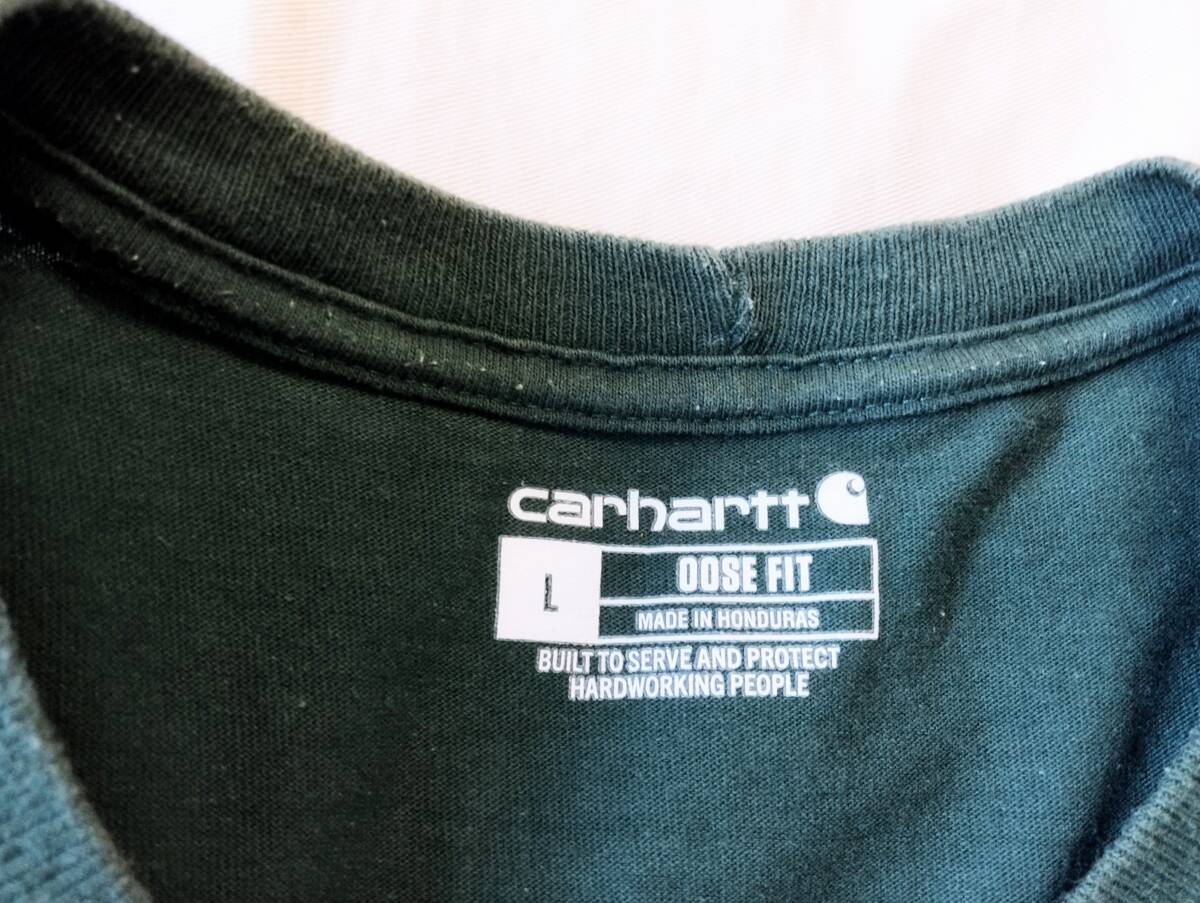 carhartt
L
OOSE FIT
MADE IN HONDURAS
BUILT TO SERVE AND PROTECT
HARDWORKING PEOPLE